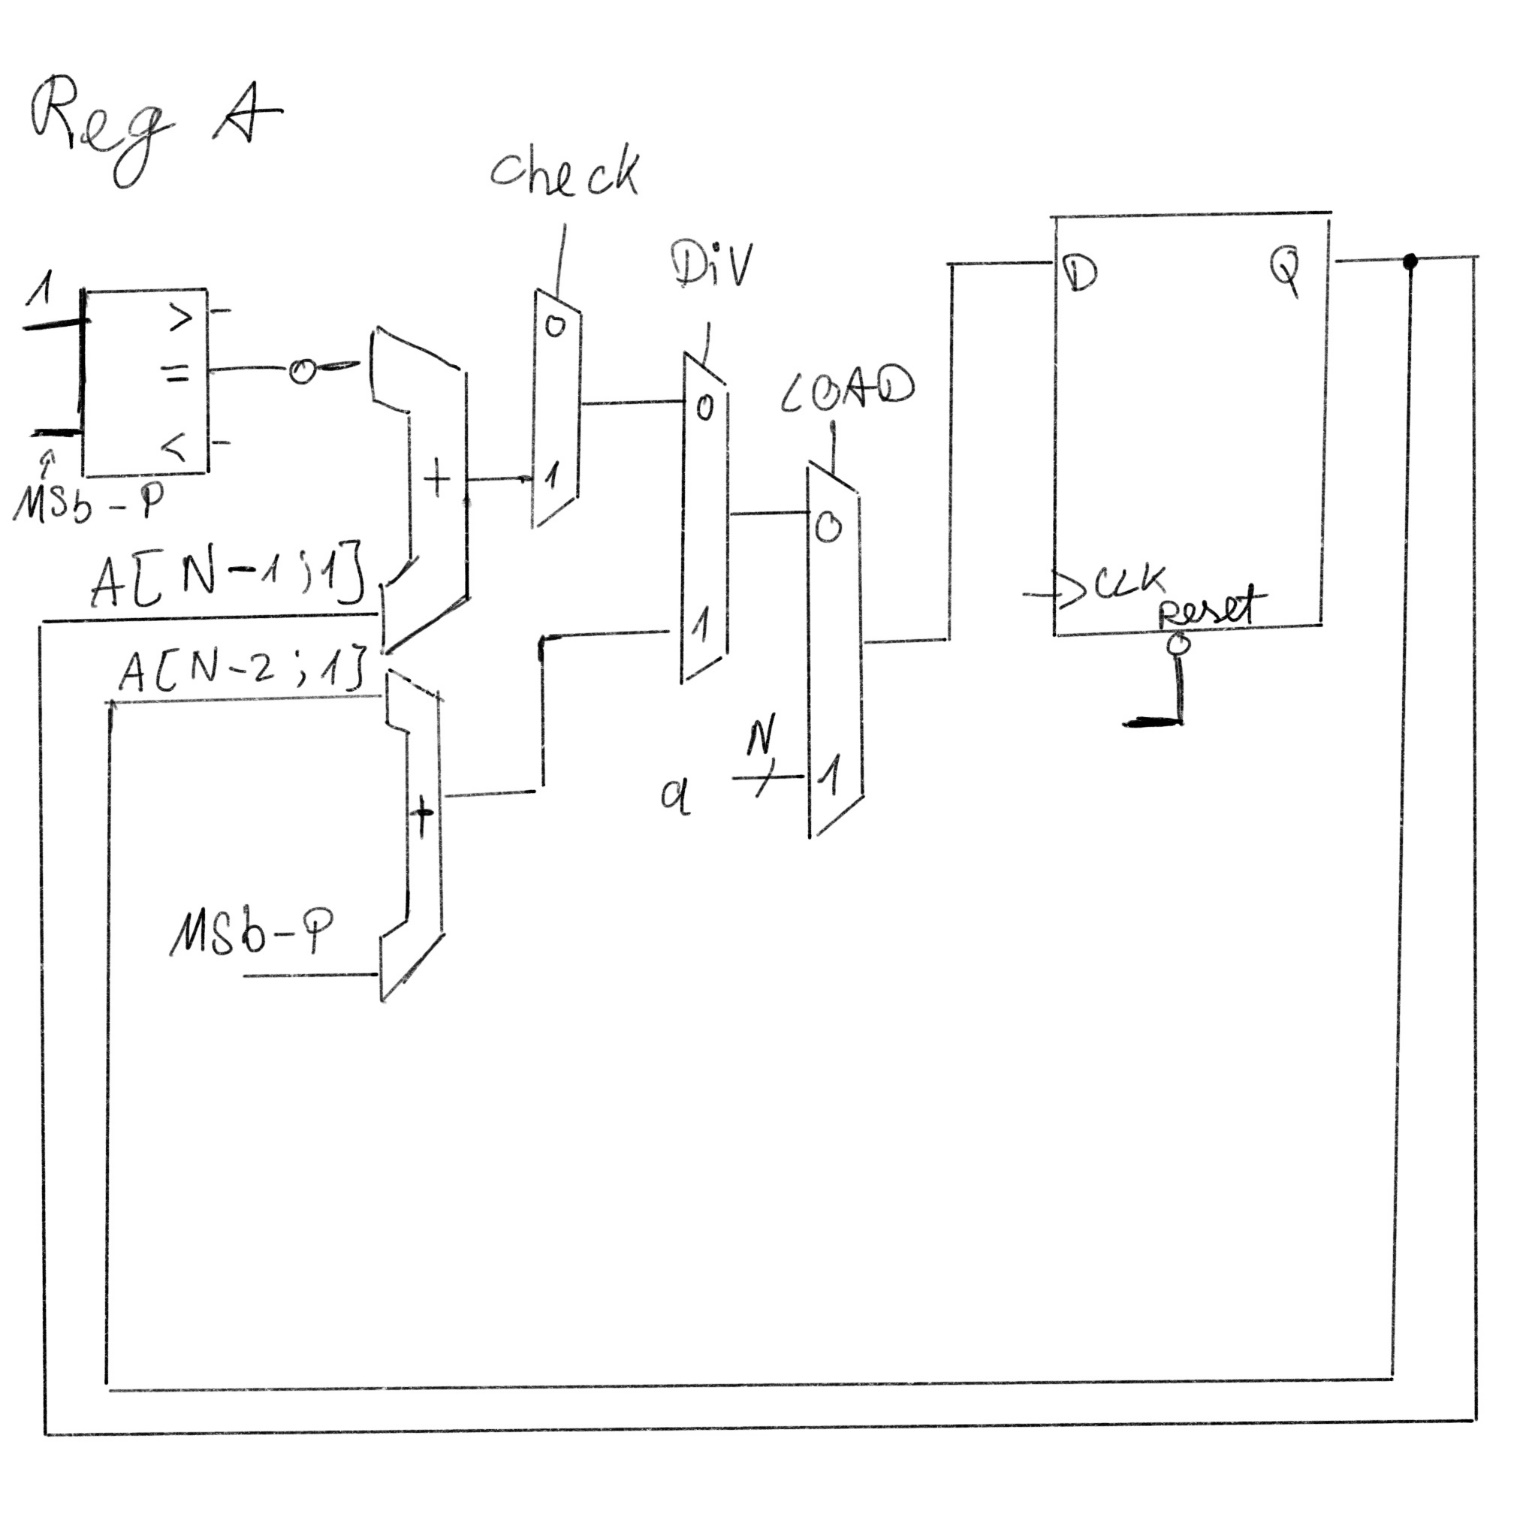 Reg A
check
DiV
1
>
=
<
MSb-P
0
1
+
A[N-1;1]
0
1
LOAD
0
1
D
Q
CLK
Reset
A[N-2;1]
+
N
a
MSb-P